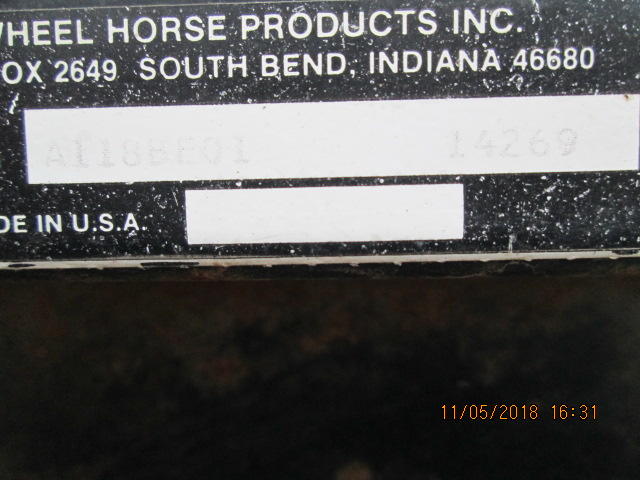 WHEEL HORSE PRODUCTS INC.
OX 2649 SOUTH BEND, INDIANA 46680
A118BE01 14269
DE IN U.S.A.
11/05/2018 16:31